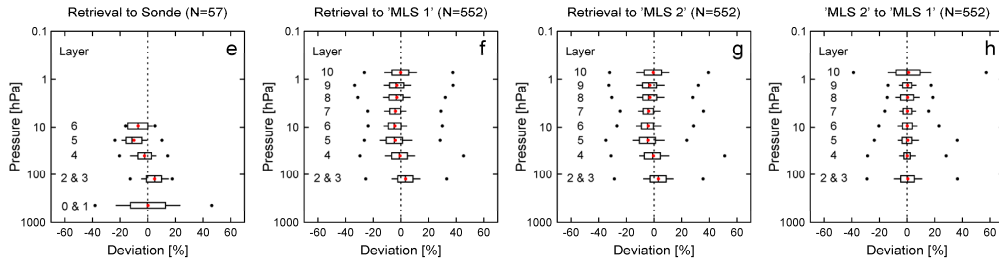 Retrieval to Sonde (N=57)
0.1
1
10
100
1000
Pressure [hPa]
Layer
e
6
5
4
2 & 3
0 & 1
-60 -40 -20 0 20 40 60
Deviation [%]
Retrieval to 'MLS 1' (N=552)
0.1
1
10
100
1000
Pressure [hPa]
Layer
f
10
9
8
7
6
5
4
2 & 3
-60 -40 -20 0 20 40 60
Deviation [%]
Retrieval to 'MLS 2' (N=552)
0.1
1
10
100
1000
Pressure [hPa]
Layer
g
10
9
8
7
6
5
4
2 & 3
-60 -40 -20 0 20 40 60
Deviation [%]
'MLS 2' to 'MLS 1' (N=552)
0.1
1
10
100
1000
Pressure [hPa]
Layer
h
10
9
8
7
6
5
4
2 & 3
-60 -40 -20 0 20 40 60
Deviation [%]